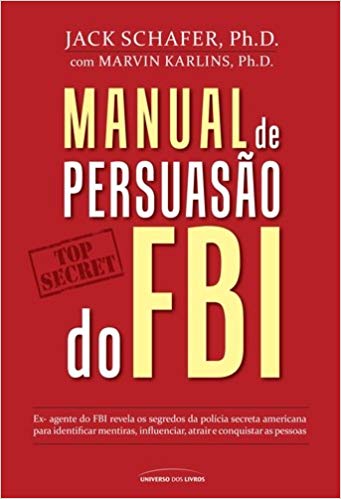 JACK SCHAFER, Ph.D.
com MARVIN KARLINS, Ph.D.
MANUAL de
PERSUASÃO
TOP
SECRET
do FBI
Ex- agente do FBI revela os segredos da polícia secreta americana
para identificar mentiras, influenciar, atrair e conquistar as pessoas
UNIVERSO DOS LIVROS